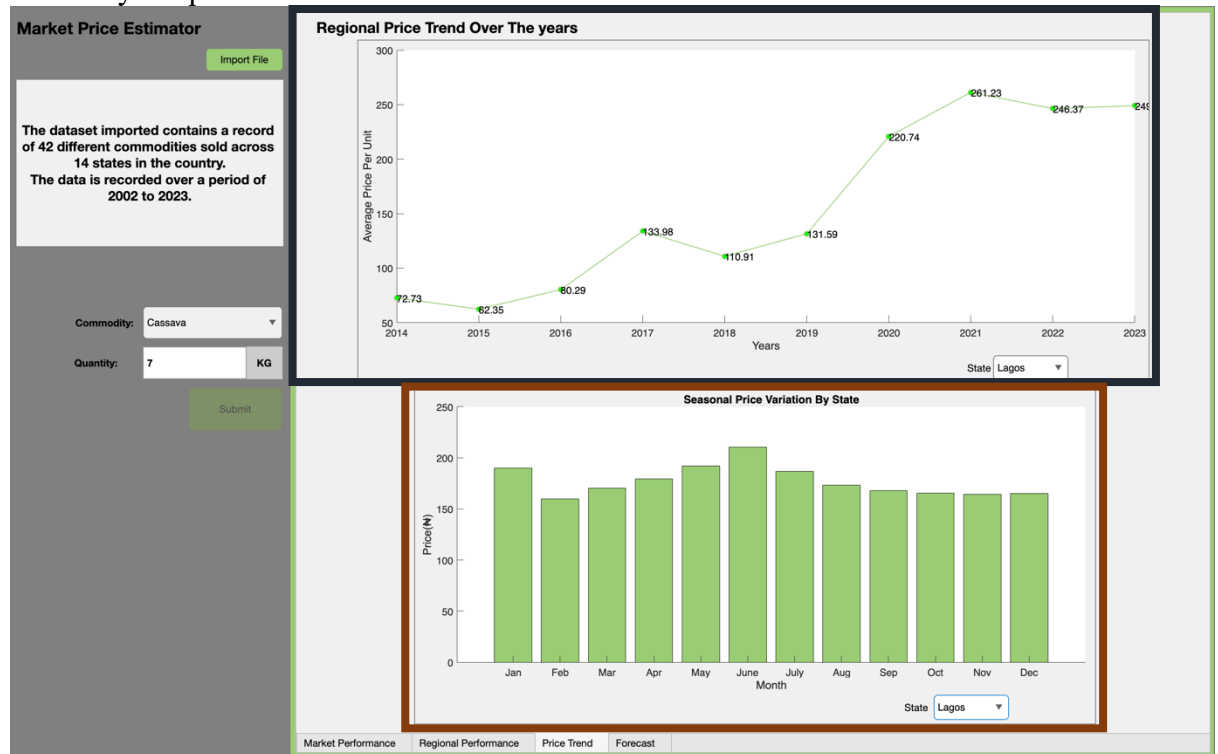 Market Price Estimator
Import File
The dataset imported contains a record
of 42 different commodities sold across
14 states in the country.
The data is recorded over a period of
2002 to 2023.
Commodity:
Cassava
Quantity:
7
KG
Submit
Regional Price Trend Over The years
300
250
200
150
100
50
Average Price Per Unit
72.73
62.35
80.29
133.98
110.91
131.59
220.74
261.23
246.37
2014
2015
2016
2017
2018
2019
2020
2021
2022
2023
Years
State
Lagos
Seasonal Price Variation By State
250
200
150
100
50
0
Price(₦)
Jan
Feb
Mar
Apr
May
June
July
Aug
Sep
Oct
Nov
Dec
Month
State
Lagos
Market Performance
Regional Performance
Price Trend
Forecast